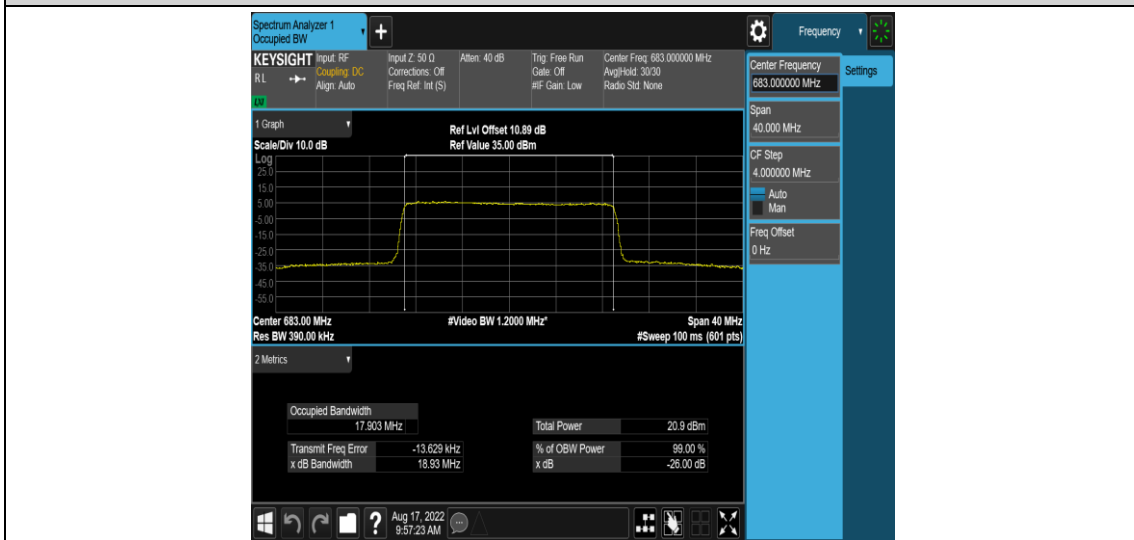 Spectrum Analyzer 1
Occupied BW
+
Frequency
KEYSIGHT
RL
LXI
Input: RF
Coupling: DC
Align: Auto
Input Z: 50 Ω
Corrections: Off
Freq Ref: Int (S)
Atten: 40 dB
Trig: Free Run
Gate: Off
#IF Gain: Low
Center Freq: 683.000000 MHz
Avg|Hold: 30/30
Radio Std: None
Center Frequency
683.000000 MHz
Settings
Span
40.000 MHz
CF Step
4.000000 MHz
Auto
Man
Freq Offset
0 Hz
1 Graph
Scale/Div 10.0 dB
Ref Lvl Offset 10.89 dB
Ref Value 35.00 dBm
Log
25.0
15.0
5.00
-5.00
-15.0
-25.0
-35.0
-45.0
-55.0
Center 683.00 MHz
#Video BW 1.2000 MHz*
Span 40 MHz
Res BW 390.00 kHz
#Sweep 100 ms (601 pts)
2 Metrics
Occupied Bandwidth
17.903 MHz
Total Power 20.9 dBm
Transmit Freq Error -13.629 kHz
% of OBW Power 99.00 %
x dB Bandwidth 18.93 MHz
x dB -26.00 dB
?
Aug 17, 2022
9:57:23 AM